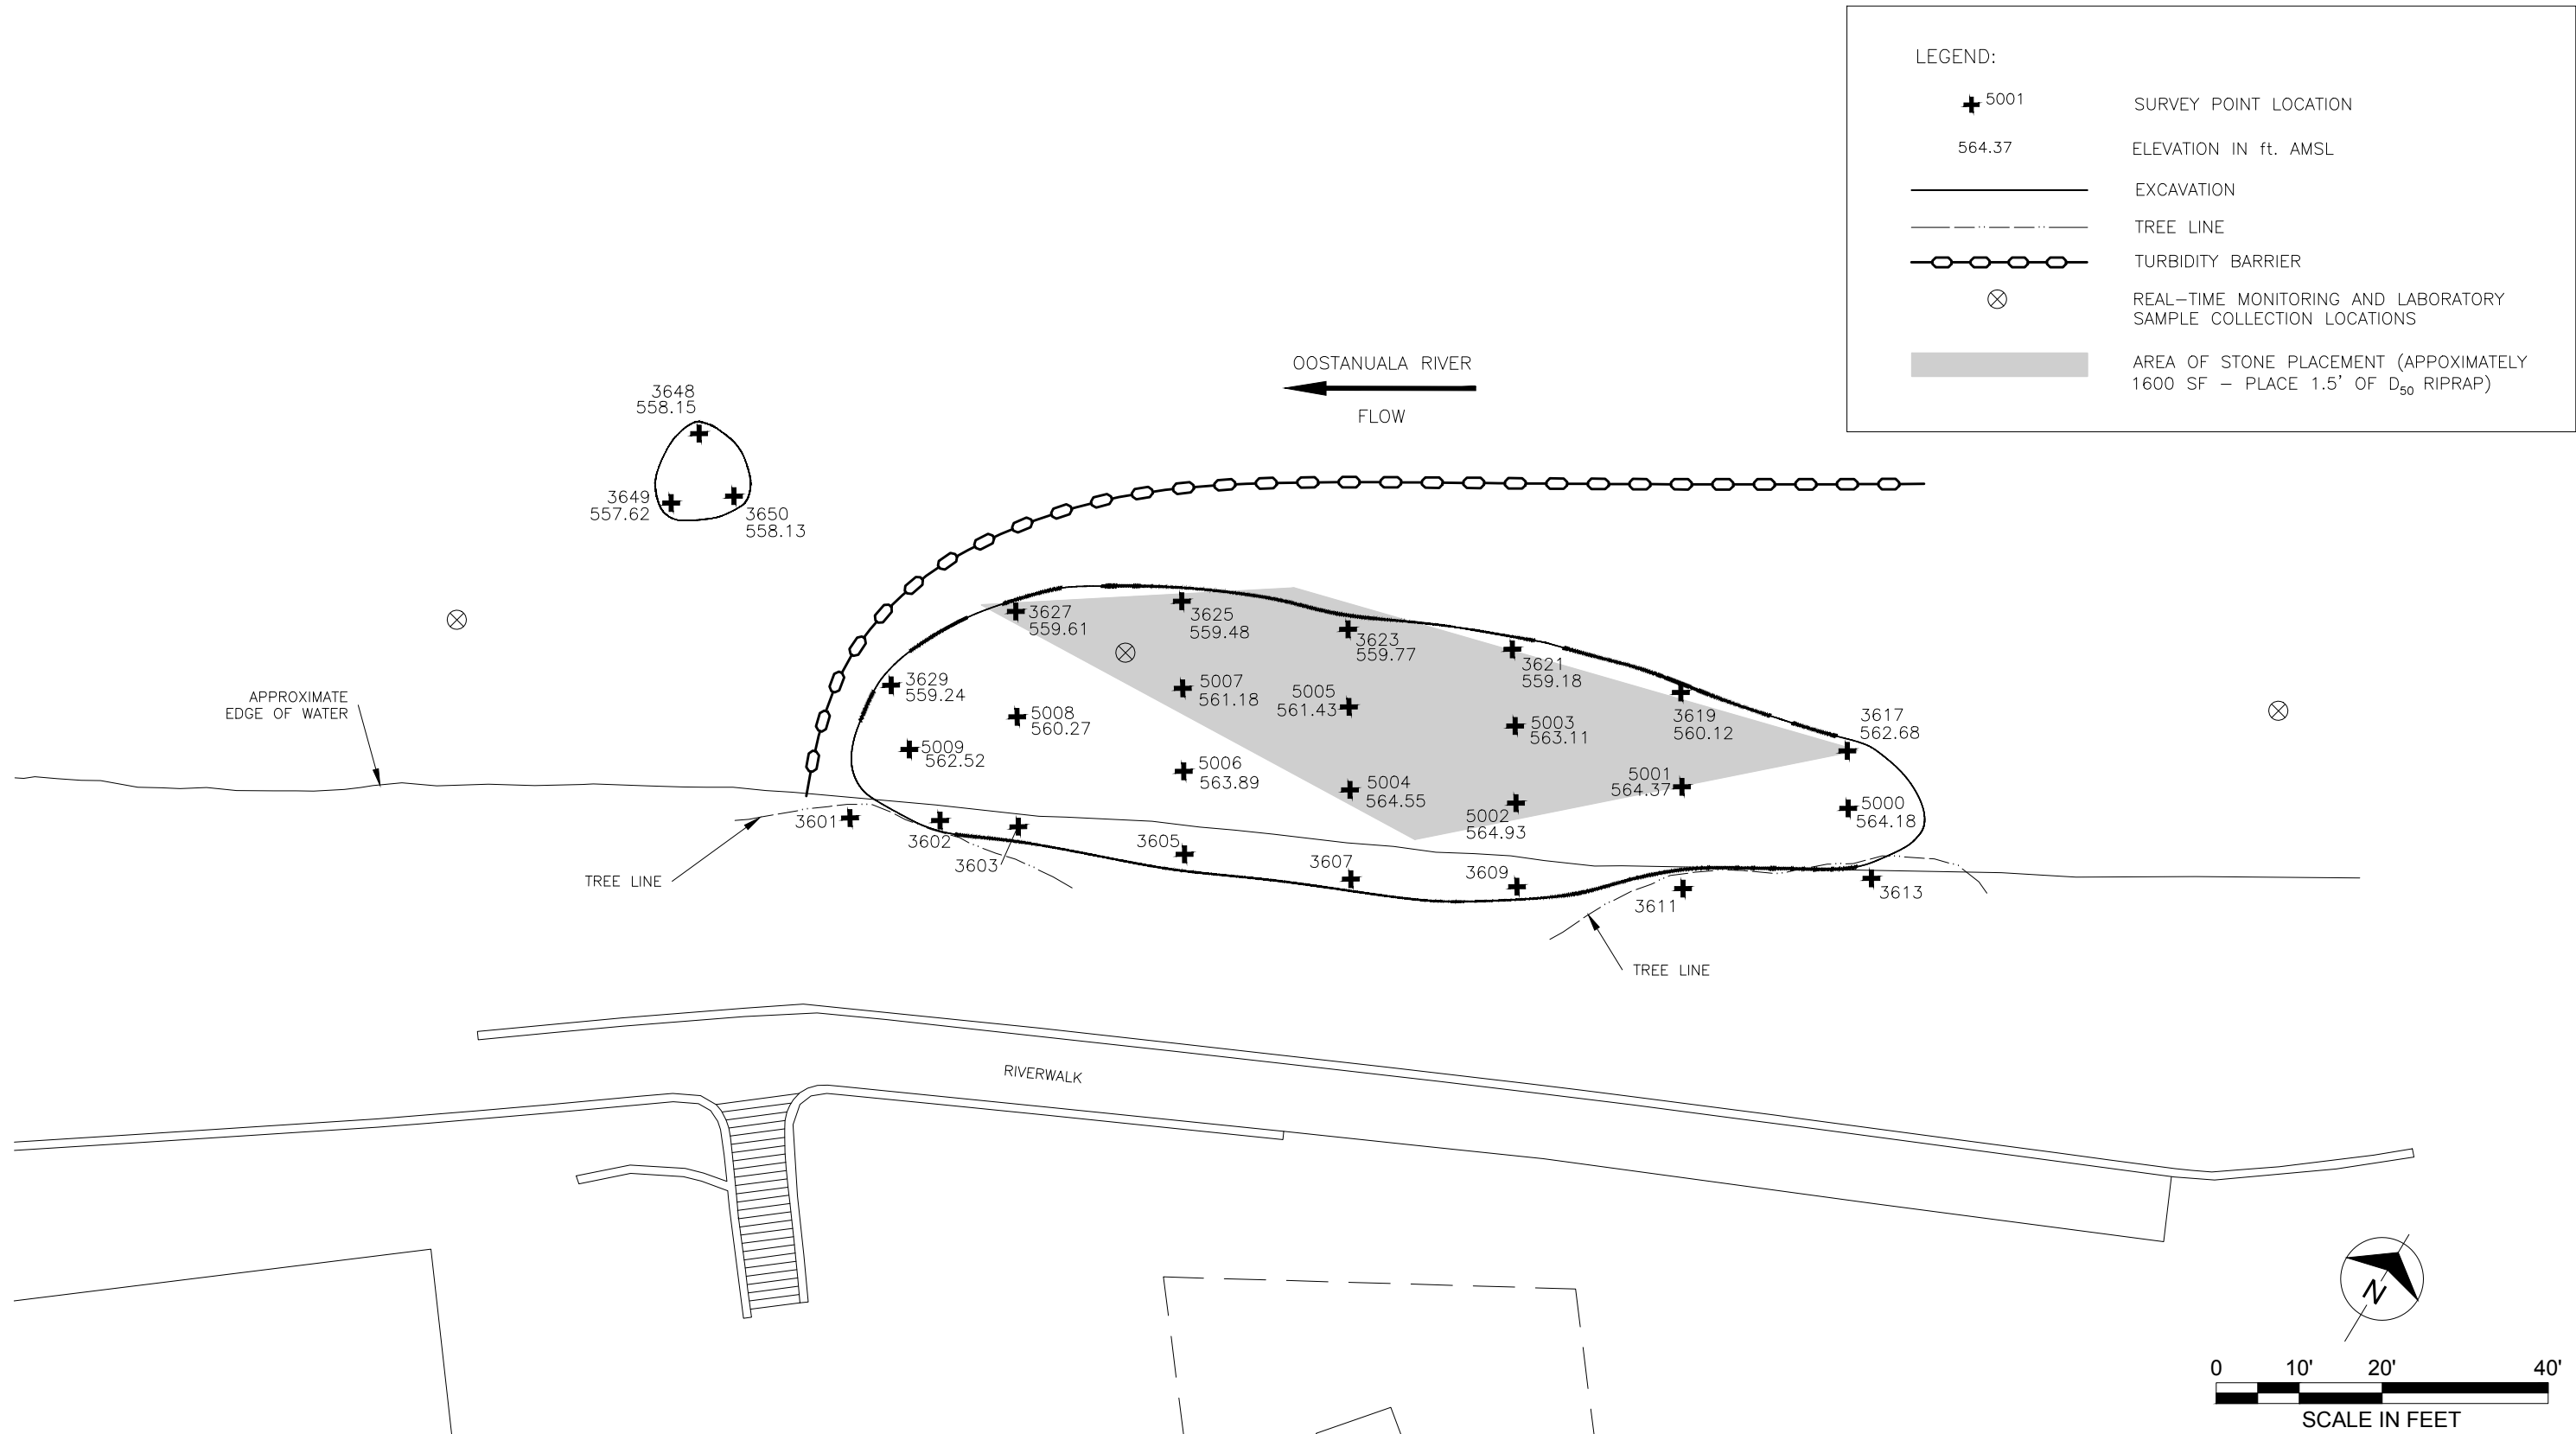 LEGEND:
5001
SURVEY POINT LOCATION
564.37
ELEVATION IN ft. AMSL
EXCAVATION
TREE LINE
TURBIDITY BARRIER
REAL-TIME MONITORING AND LABORATORY
SAMPLE COLLECTION LOCATIONS
AREA OF STONE PLACEMENT (APPOXIMATELY
1600 SF - PLACE 1.5' OF D50 RIPRAP)
OOSTANUALA RIVER
FLOW
3648
558.15
3649
557.62
3650
558.13
3627
559.61
3625
559.48
3623
559.77
3621
559.18
3629
559.24
5008
560.27
5007
561.18
5005
561.43
5003
563.11
3619
560.12
3617
562.68
APPROXIMATE
EDGE OF WATER
5009
562.52
5006
563.89
5004
564.55
5001
564.37
5002
564.93
5000
564.18
3601
3602
3603
3605
3607
3609
3611
3613
TREE LINE
TREE LINE
RIVERWALK
N
0 10' 20' 40'
SCALE IN FEET